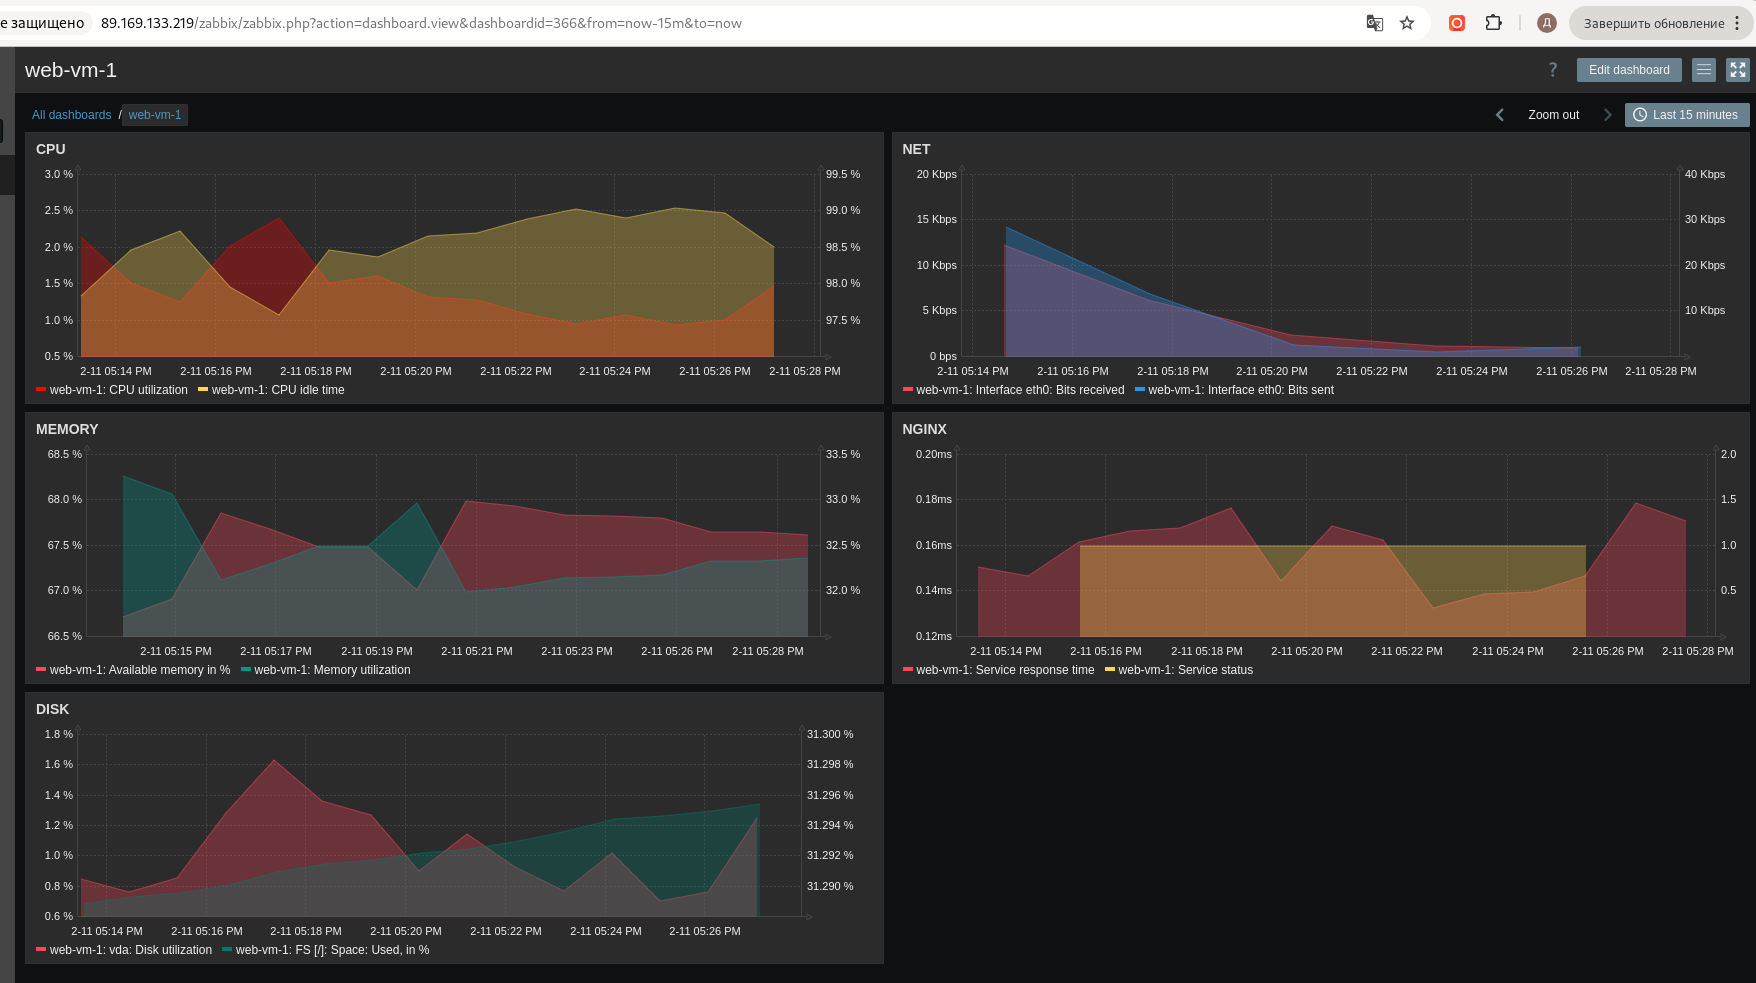 е защищено 89.169.133.219/zabbix/zabbix.php?action=dashboard.view&dashboardid=366&from=now-15m&to=now Д Завершить обновление
web-vm-1 ? Edit dashboard
All dashboards / web-vm-1 Zoom out Last 15 minutes
CPU
3.0 % 99.5 %
2.5 % 99.0 %
2.0 % 98.5 %
1.5 % 98.0 %
1.0 % 97.5 %
0.5 %
2-11 05:14 PM 2-11 05:16 PM 2-11 05:18 PM 2-11 05:20 PM 2-11 05:22 PM 2-11 05:24 PM 2-11 05:26 PM 2-11 05:28 PM
web-vm-1: CPU utilization web-vm-1: CPU idle time
NET
20 Kbps 40 Kbps
15 Kbps 30 Kbps
10 Kbps 20 Kbps
5 Kbps 10 Kbps
0 bps
2-11 05:14 PM 2-11 05:16 PM 2-11 05:18 PM 2-11 05:20 PM 2-11 05:22 PM 2-11 05:24 PM 2-11 05:26 PM 2-11 05:28 PM
web-vm-1: Interface eth0: Bits received web-vm-1: Interface eth0: Bits sent
MEMORY
68.5 % 33.5 %
68.0 % 33.0 %
67.5 % 32.5 %
67.0 % 32.0 %
66.5 %
2-11 05:15 PM 2-11 05:17 PM 2-11 05:19 PM 2-11 05:21 PM 2-11 05:23 PM 2-11 05:26 PM 2-11 05:28 PM
web-vm-1: Available memory in % web-vm-1: Memory utilization
NGINX
0.20ms 2.0
0.18ms 1.5
0.16ms 1.0
0.14ms 0.5
0.12ms
2-11 05:14 PM 2-11 05:16 PM 2-11 05:18 PM 2-11 05:20 PM 2-11 05:22 PM 2-11 05:24 PM 2-11 05:26 PM 2-11 05:28 PM
web-vm-1: Service response time web-vm-1: Service status
DISK
1.8 % 31.300 %
1.6 % 31.298 %
1.4 % 31.296 %
1.2 % 31.294 %
1.0 % 31.292 %
0.8 % 31.290 %
0.6 %
2-11 05:14 PM 2-11 05:16 PM 2-11 05:18 PM 2-11 05:20 PM 2-11 05:22 PM 2-11 05:24 PM 2-11 05:26 PM
web-vm-1: vda: Disk utilization web-vm-1: FS [/]: Space: Used, in %